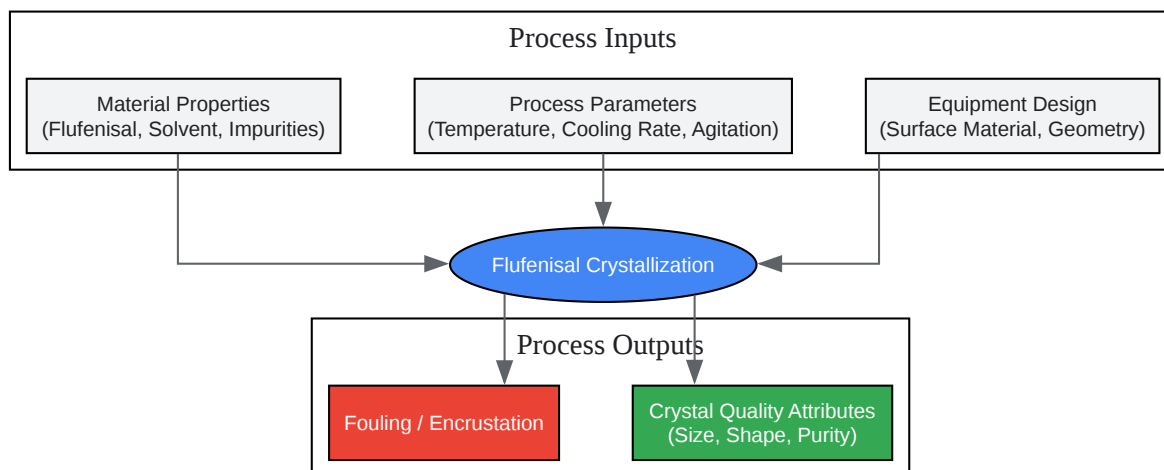 Process Inputs
Material Properties
(Flufenisal, Solvent, Impurities)
Process Parameters
(Temperature, Cooling Rate, Agitation)
Equipment Design
(Surface Material, Geometry)
Flufenisal Crystallization
Process Outputs
Fouling / Encrustation
Crystal Quality Attributes
(Size, Shape, Purity)